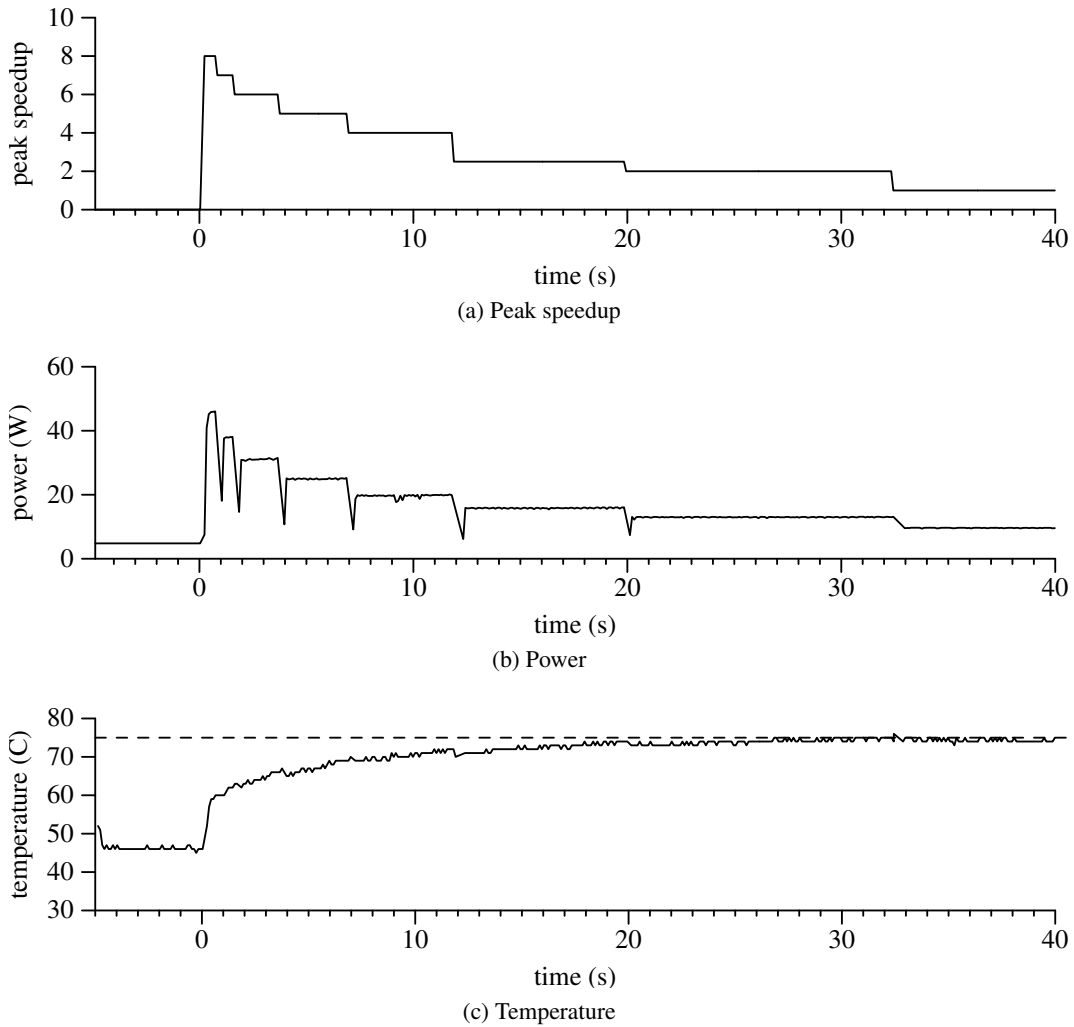 peak speedup
10
8
6
4
2
0
0 10 20 30 40
time (s)
(a) Peak speedup
power (W)
60
40
20
0
0 10 20 30 40
time (s)
(b) Power
temperature (C)
80
70
60
50
40
30
0 10 20 30 40
time (s)
(c) Temperature